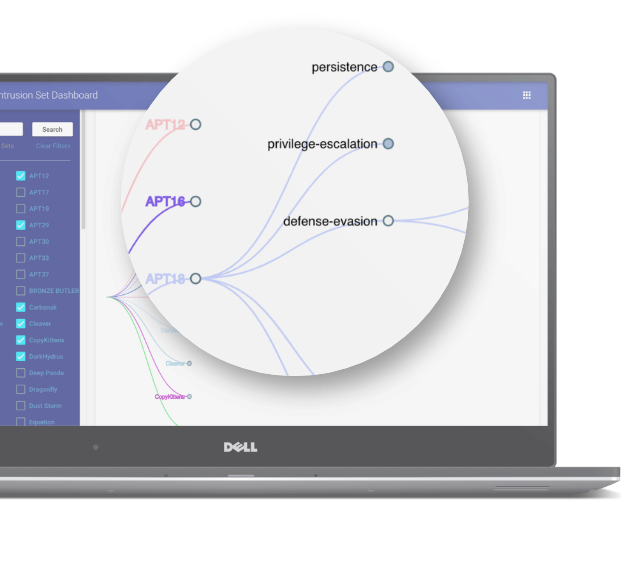 ntrusion Set Dashboard
Search
Sets
Clear Filters
APT12
APT17
APT19
APT29
APT30
APT33
APT37
BRONZE BUTLER
Carbanak
Cleaver
CopyKittens
DarkHydrus
Deep Panda
Dragonfly
Dust Storm
Equation
persistence
APT12
privilege-escalation
APT16
defense-evasion
APT18
Cleaver
CopyKittens
DELL